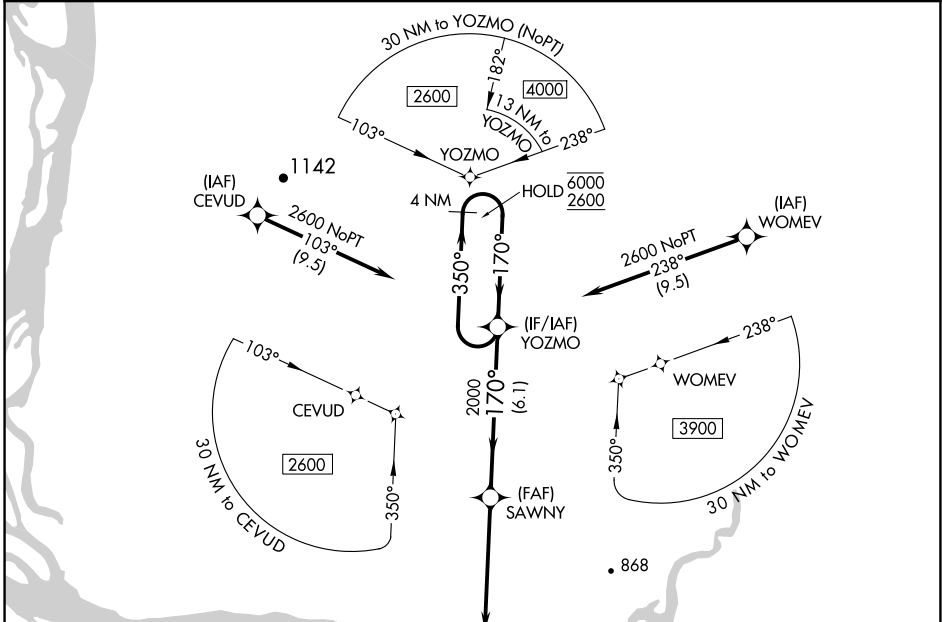 30 NM to YOZMO (NoPT)
2600
182°
4000
13 NM to
YOZMO
103°
238°
YOZMO
1142
(IAF)
CEVUD
2600 NoPT
103°
(9.5)
4 NM
HOLD
6000
2600
350°
170°
(IAF)
WOMEV
2600 NoPT
238°
(9.5)
(IF/IAF)
YOZMO
2000
170°
(6.1)
103°
CEVUD
2600
350°
30 NM to CEVUD
238°
WOMEV
3900
350°
30 NM to WOMEV
(FAF)
SAWNY
868